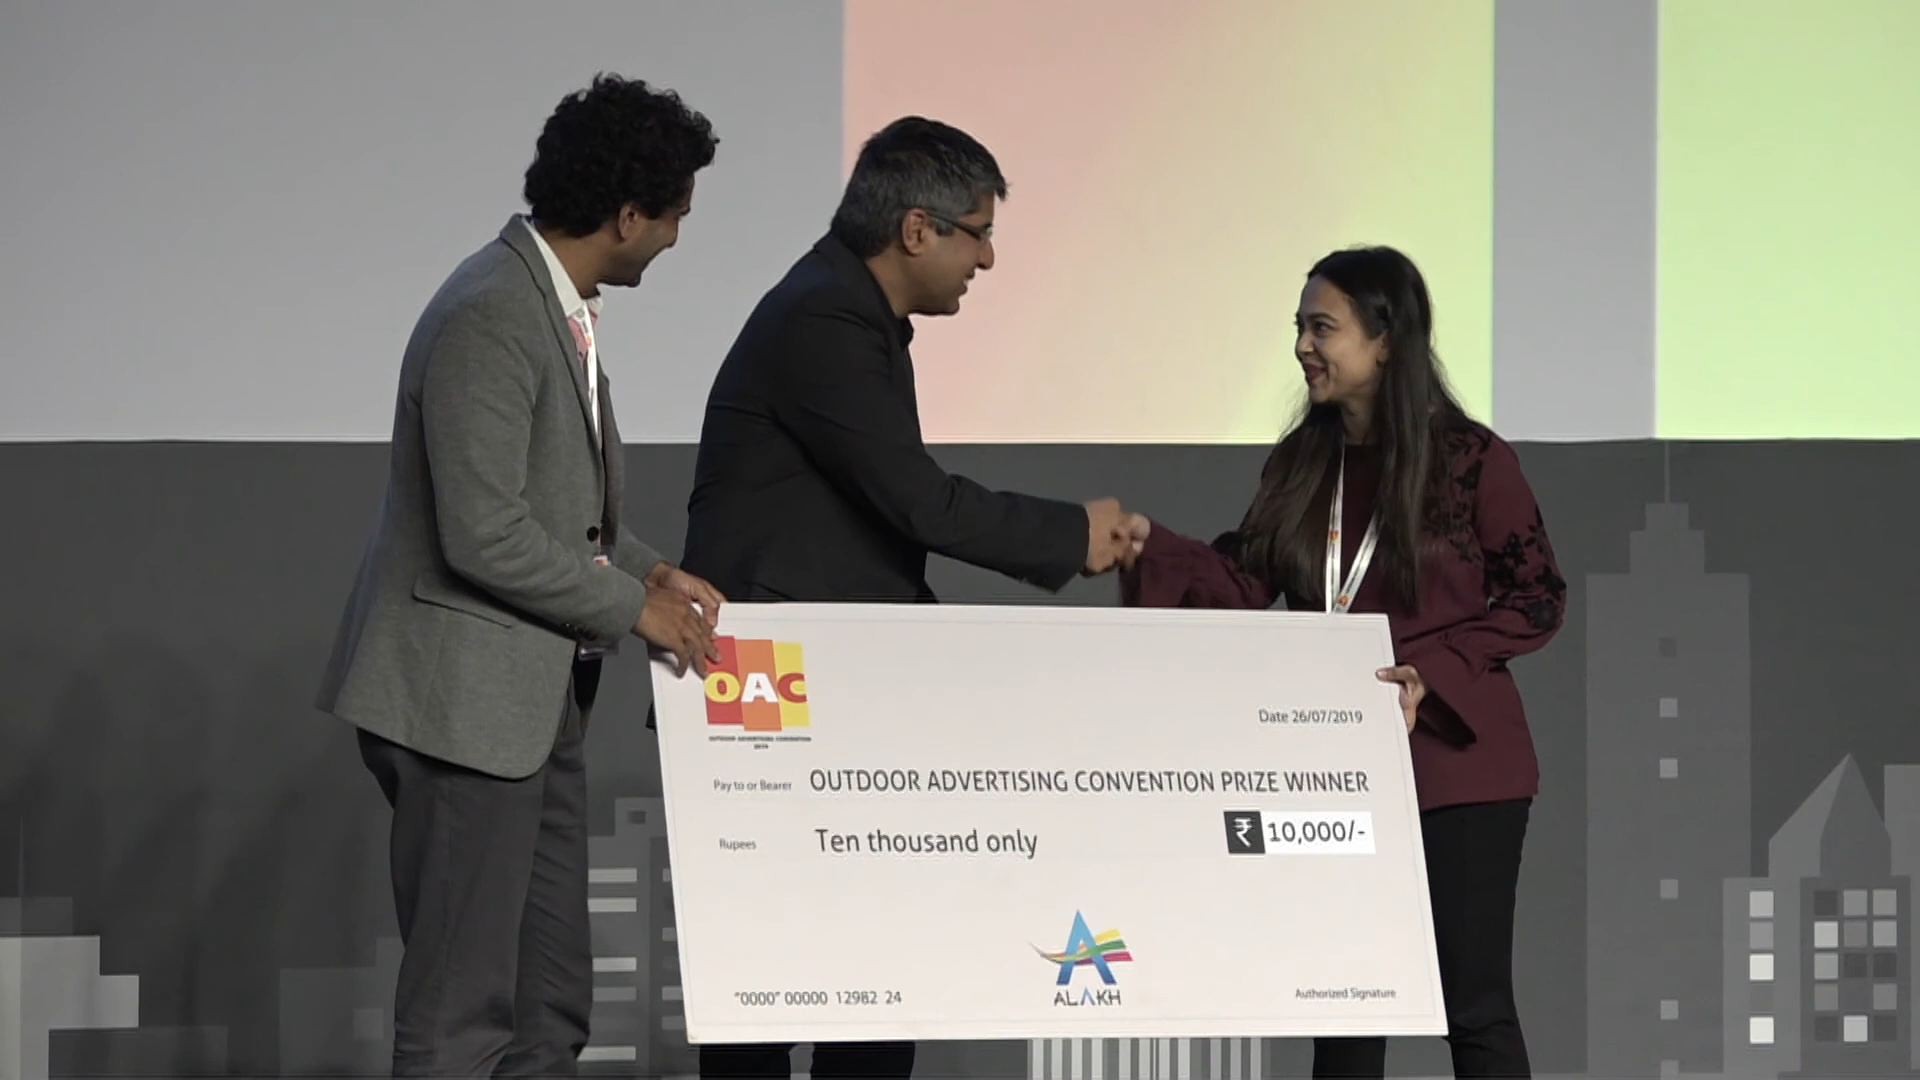 OAC
OUTDOOR ADVERTISING CONVENTION
2019
Date 26/07/2019
Pay to or Bearer OUTDOOR ADVERTISING CONVENTION PRIZE WINNER
Rupees Ten thousand only ₹ 10,000/-
ALAKH
"0000" 00000 12982 24 Authorized Signature